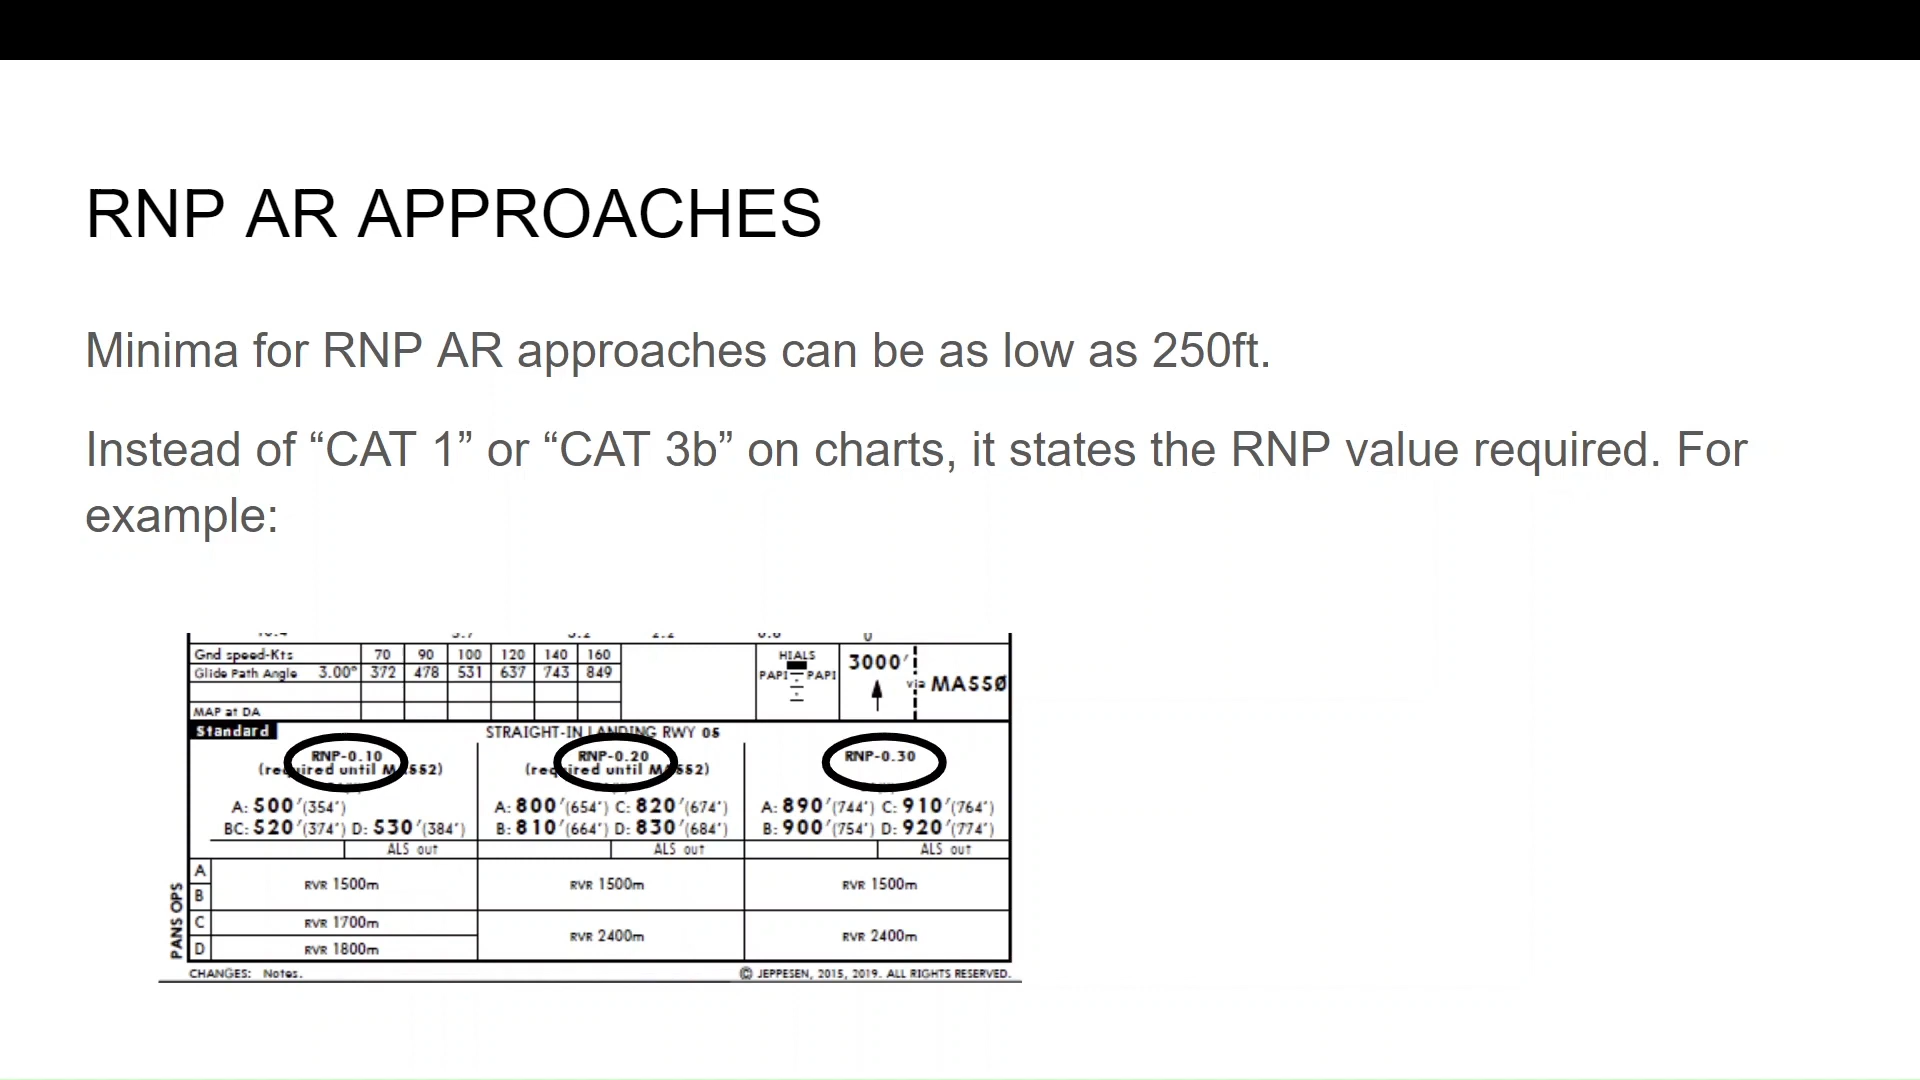 RNP AR APPROACHES
Minima for RNP AR approaches can be as low as 250ft.
Instead of “CAT 1” or “CAT 3b” on charts, it states the RNP value required. For
example:
Gnd speed-Kts 70 90 100 120 140 160
Glide Path Angle 3.00° 372 478 531 637 743 849
MAP at DA
HIALS
PAPI PAPI
3000′
via MASSØ
Standard STRAIGHT-IN LANDING RWY 05
RNP-0.10 RNP-0.20 RNP-0.30
(required until MA552) (required until MA552)
A: 500′(354′) A: 800′(654′) C: 820′(674′) A: 890′(744′) C: 910′(764′)
BC: 520′(374′) D: 530′(384′) B: 810′(664′) D: 830′(684′) B: 900′(754′) D: 920′(774′)
ALS out ALS out ALS out
PANS OPS
A
B
RVR 1500m RVR 1500m RVR 1500m
C RVR 1700m
RVR 2400m RVR 2400m
D RVR 1800m
CHANGES: Notes. © JEPPESEN, 2015, 2019. ALL RIGHTS RESERVED.